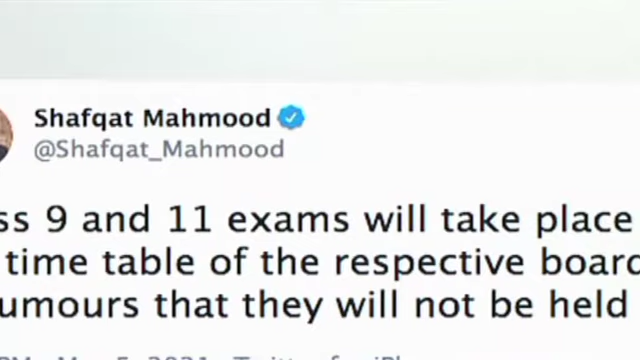 Shafqat Mahmood
@Shafqat_Mahmood
ss 9 and 11 exams will take place
time table of the respective board
umours that they will not be held